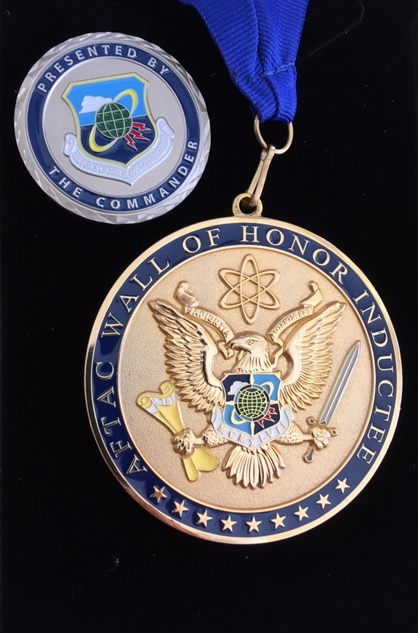 PRESENTED BY
THE COMMANDER
AFTAC WALL OF HONOR INDUCTEE